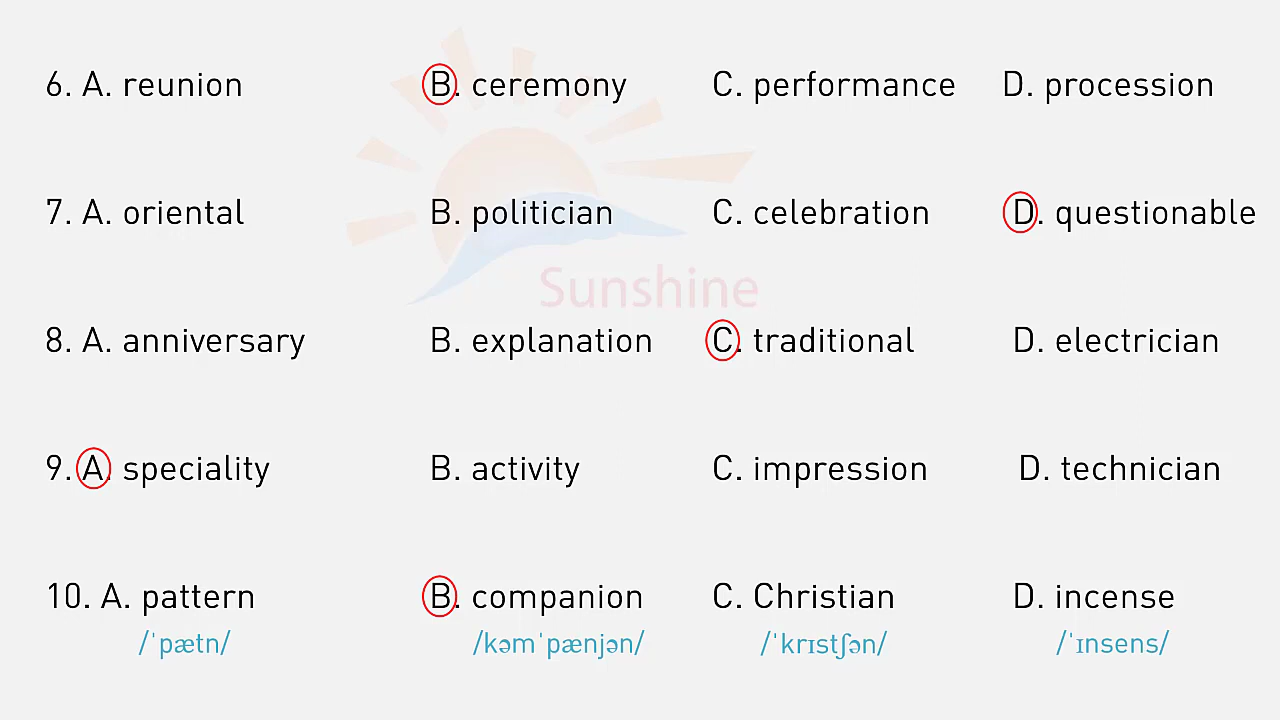 6. A. reunion B. ceremony C. performance D. procession
7. A. oriental B. politician C. celebration D. questionable
Sunshine
8. A. anniversary B. explanation C. traditional D. electrician
9. A. speciality B. activity C. impression D. technician
10. A. pattern B. companion C. Christian D. incense
/ˈpætn/ /kəmˈpænjən/ /ˈkrɪstʃən/ /ˈɪnsens/